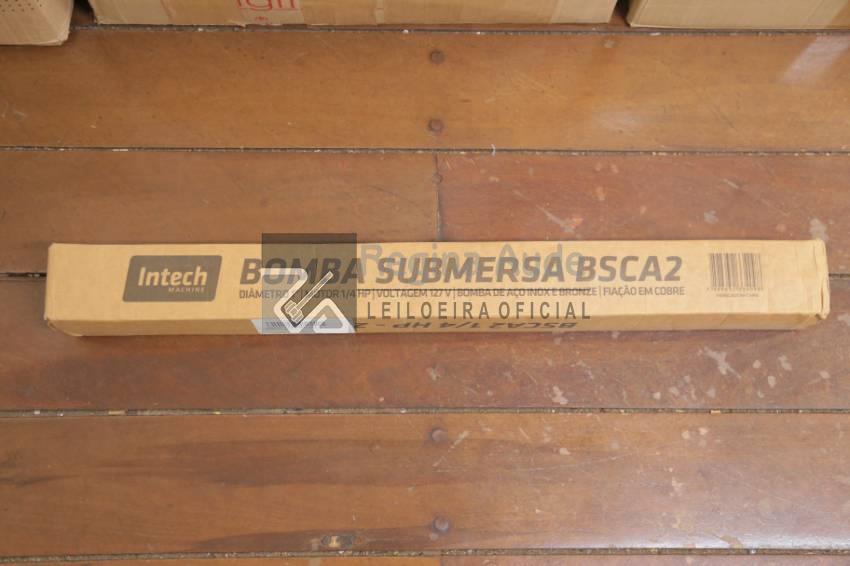 Intech
MACHINE
BOMBA SUBMERSA BSCA2
MOTOR 1/4 HP | VOLTAGEM 127 V | BOMBA DE AÇO INOX E BRONZE | FIAÇÃO EM COBRE
Regina Aude
LEILOEIRA OFICIAL
BSCA2 1/4 HP - 2